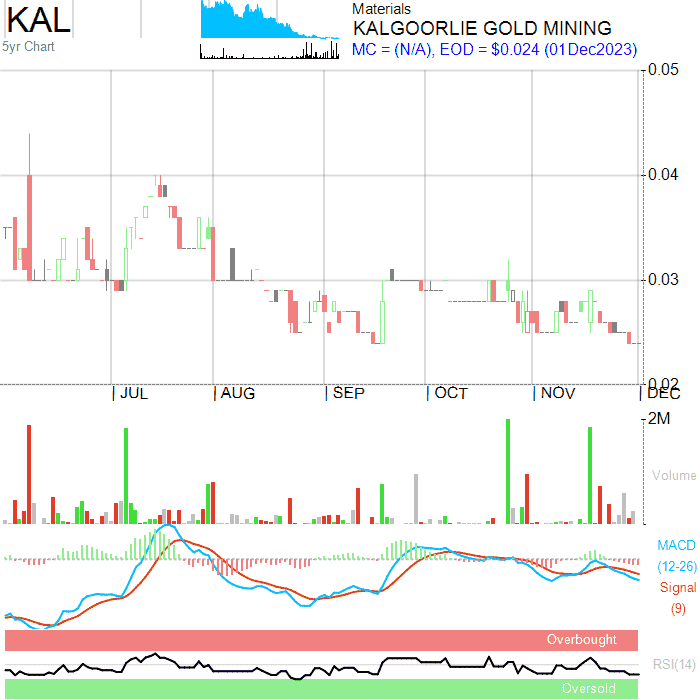 KAL
5yr Chart
Materials
KALGOORLIE GOLD MINING
MC = (N/A), EOD = $0.024 (01Dec2023)
0.05
0.04
0.03
0.02
JUL
AUG
SEP
OCT
NOV
DEC
2M
Volume
MACD
(12-26)
Signal
(9)
Overbought
RSI(14)
Oversold